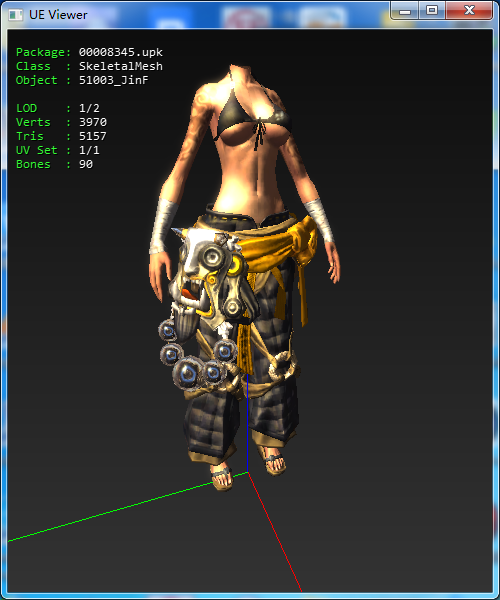 UE Viewer
Package: 00008345.upk
Class : SkeletalMesh
Object : 51003_JinF
LOD : 1/2
Verts : 3970
Tris : 5157
UV Set : 1/1
Bones : 90